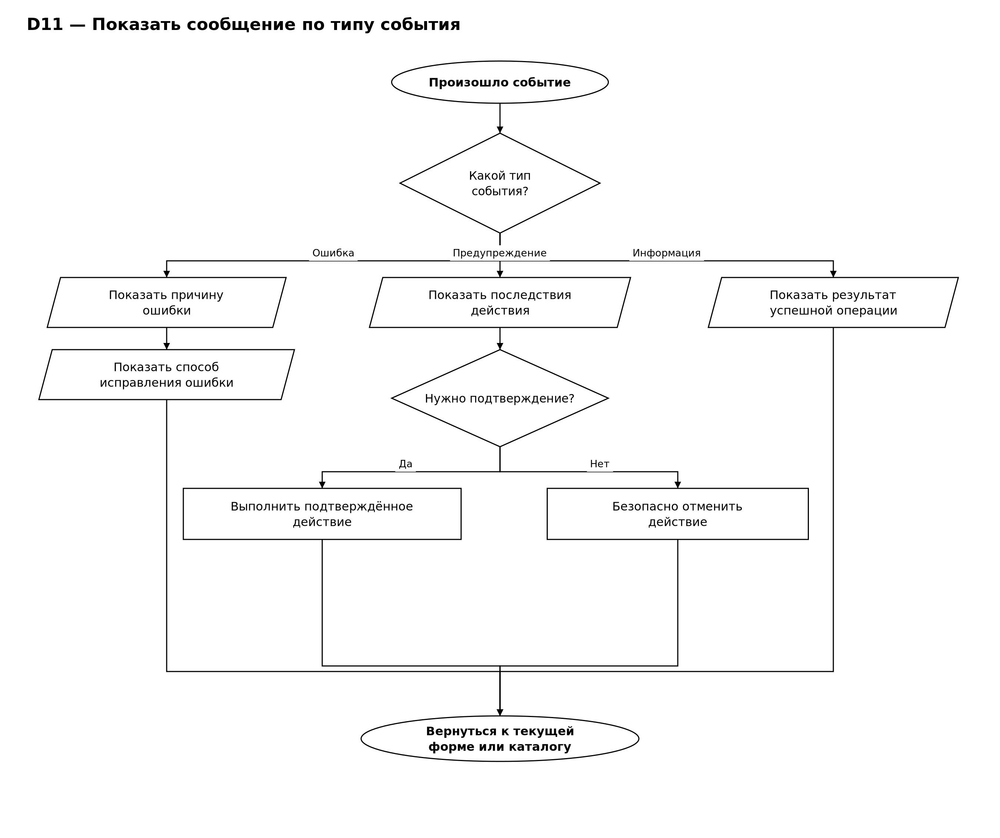 D11 — Показать сообщение по типу события
Произошло событие
Какой тип
события?
Ошибка
Предупреждение
Информация
Показать причину
ошибки
Показать последствия
действия
Показать результат
успешной операции
Показать способ
исправления ошибки
Нужно подтверждение?
Да
Нет
Выполнить подтверждённое
действие
Безопасно отменить
действие
Вернуться к текущей
форме или каталогу